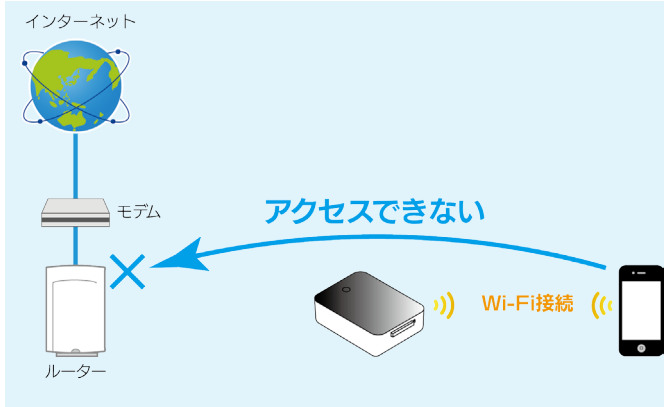 インターネット
モデム
アクセスできない
Wi-Fi接続
ルーター